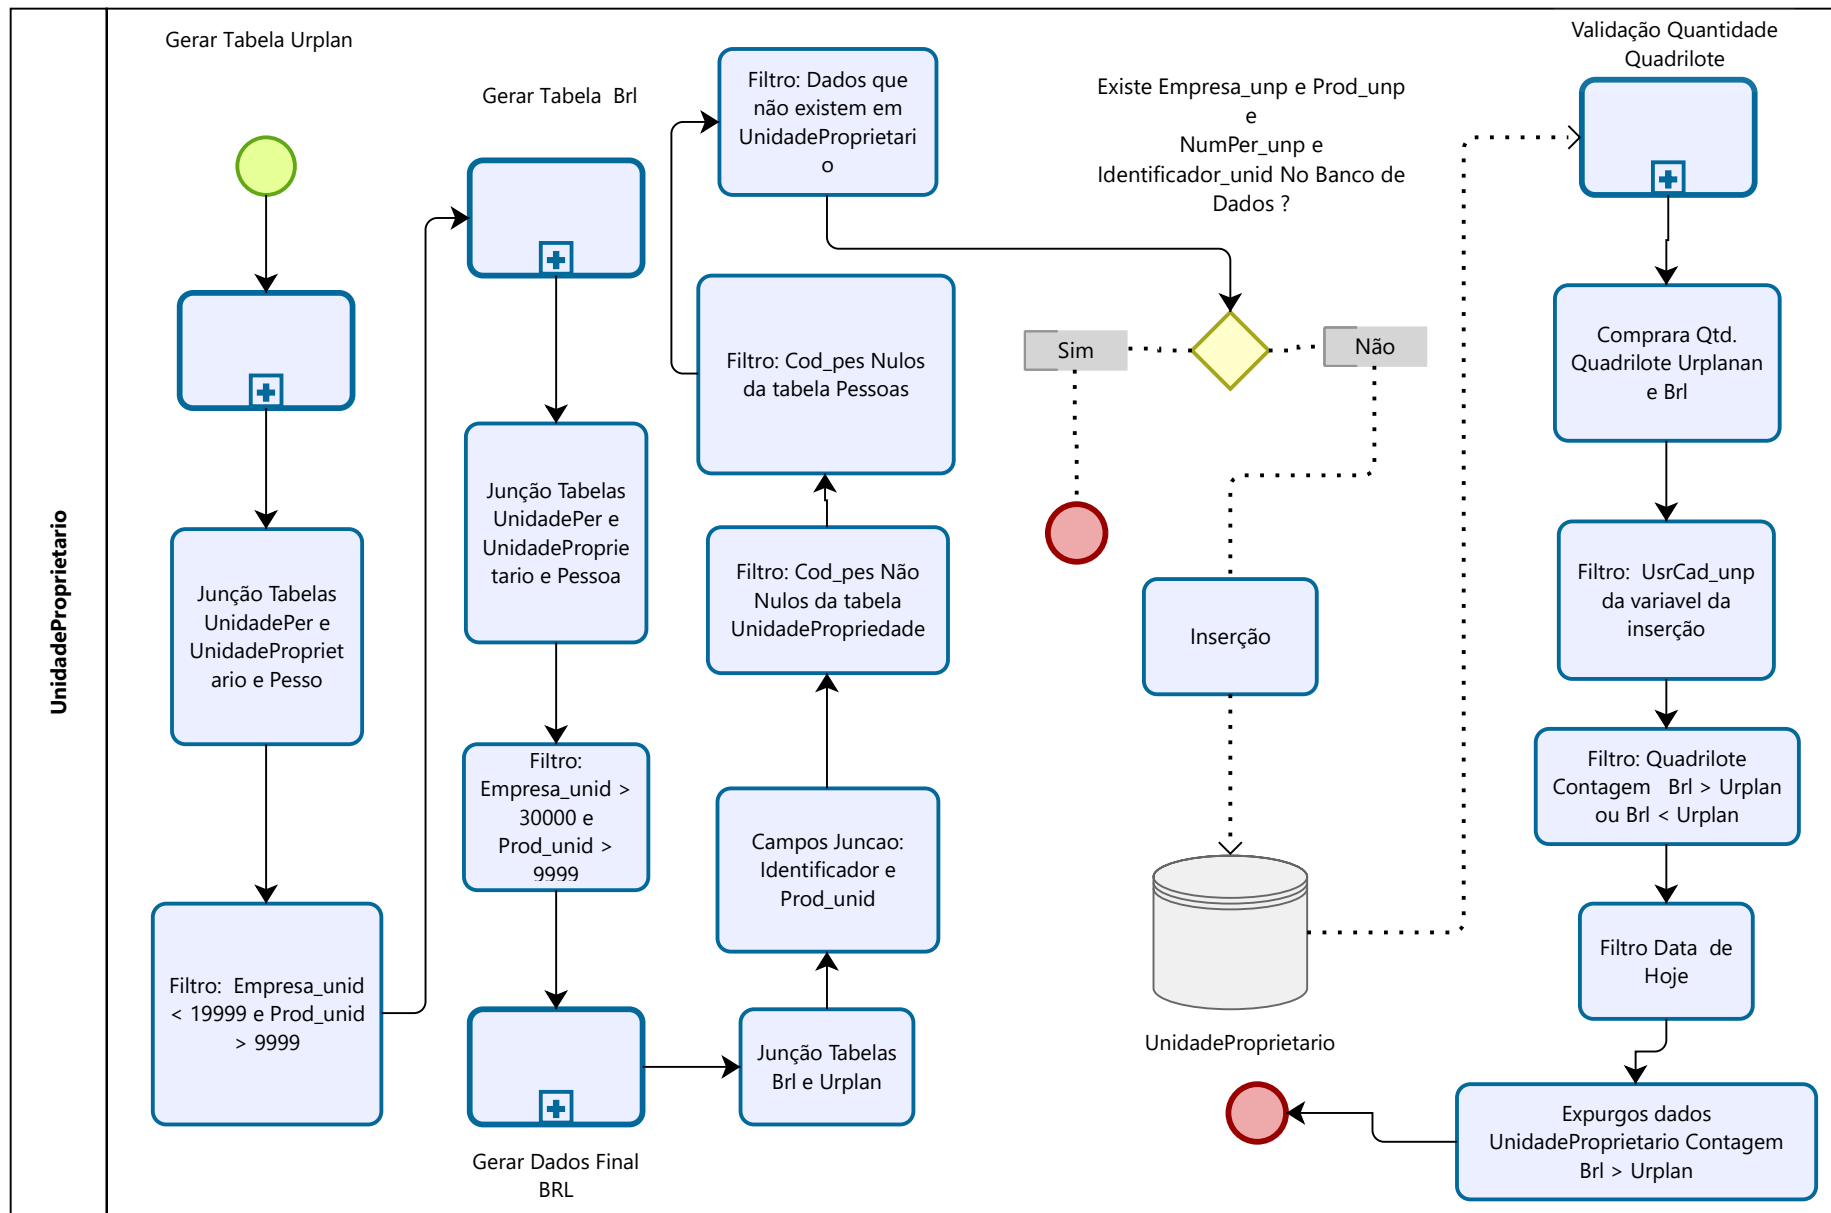 UnidadeProprietario
Gerar Tabela Urplan
Junção Tabelas
UnidadePer e
UnidadePropriet
ario e Pesso
Filtro:  Empresa_unid
< 19999 e Prod_unid
> 9999
Gerar Tabela  Brl
Junção Tabelas
UnidadePer e
UnidadeProprie
tario e Pessoa
Filtro:
Empresa_unid >
30000 e
Prod_unid >
9999
Gerar Dados Final
BRL
Junção Tabelas
Brl e Urplan
Campos Juncao:
Identificador e
Prod_unid
Filtro: Cod_pes Não
Nulos da tabela
UnidadePropriedade
Filtro: Cod_pes Nulos
da tabela Pessoas
Filtro: Dados que
não existem em
UnidadeProprietari
o
Existe Empresa_unp e Prod_unp
e
NumPer_unp e
Identificador_unid No Banco de
Dados ?
Sim
Não
Inserção
UnidadeProprietario
Validação Quantidade
Quadrilote
Comprara Qtd.
Quadrilote Urplanan
e Brl
Filtro:  UsrCad_unp
da variavel da
inserção
Filtro: Quadrilote
Contagem   Brl > Urplan
ou Brl < Urplan
Filtro Data  de
Hoje
Expurgos dados
UnidadeProprietario Contagem
Brl > Urplan